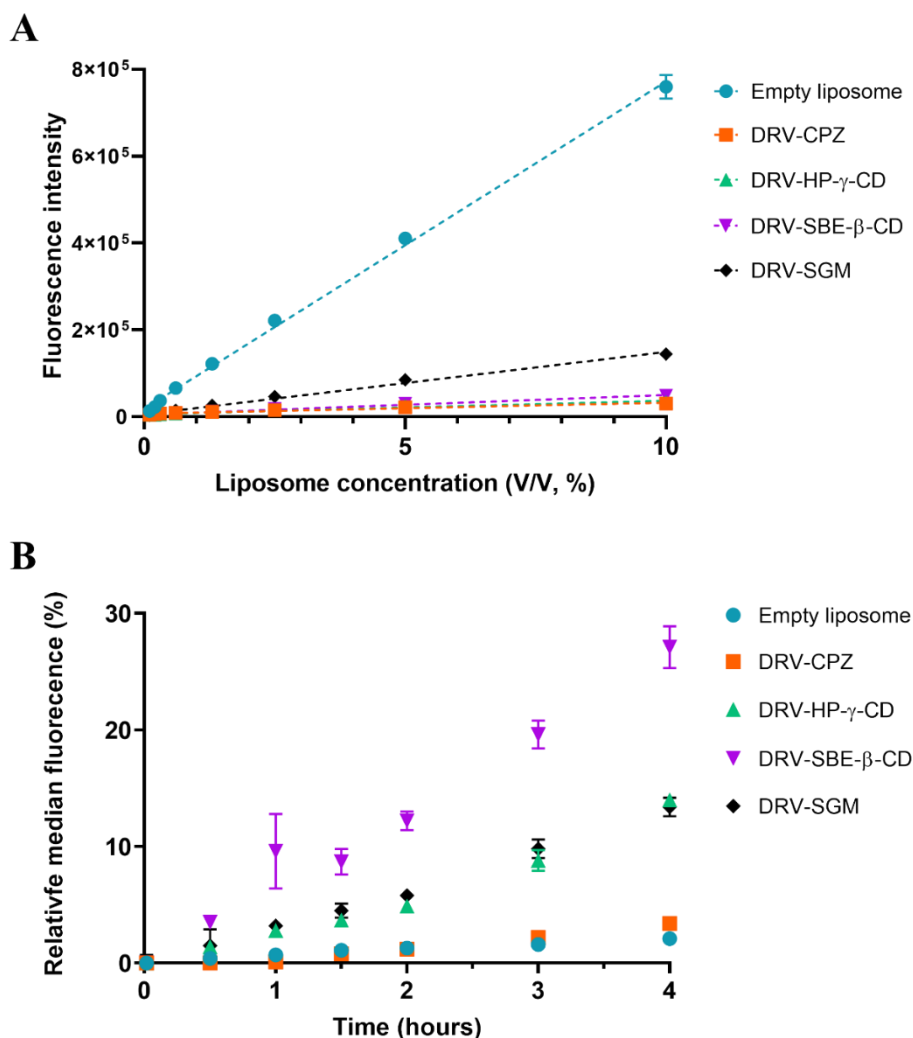 A
8×10⁵
6×10⁵
4×10⁵
2×10⁵
0
Fluorescence intensity
0
5
10
Liposome concentration (V/V, %)
Empty liposome
DRV-CPZ
DRV-HP-γ-CD
DRV-SBE-β-CD
DRV-SGM
B
30
20
10
0
Relativfe median fluorecence (%)
0
1
2
3
4
Time (hours)
Empty liposome
DRV-CPZ
DRV-HP-γ-CD
DRV-SBE-β-CD
DRV-SGM